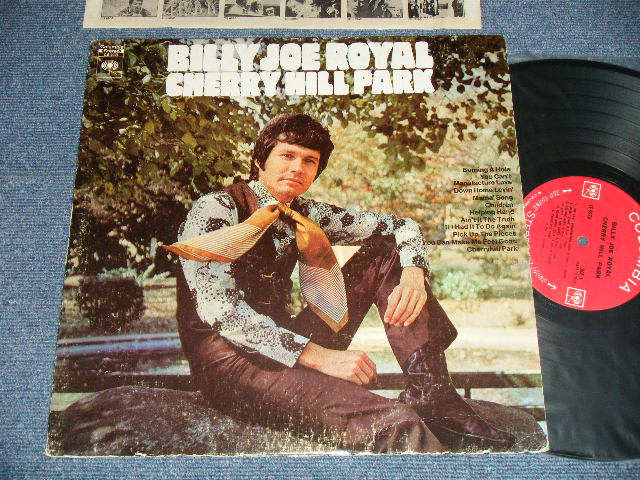 BILLY JOE ROYAL
CHERRY HILL PARK
Burning A Hole
You Can't
Manufacture Love
Down Home Lovin'
Mama' Song
Children
Helping Hand
Ain't It The Truth
If I Had It To Do Again
Pick Up The Pieces
You Can Make Me Feel Good
Cherryhill Park
BILLY JOE ROYAL
CHERRY HILL PARK
COLUMBIA